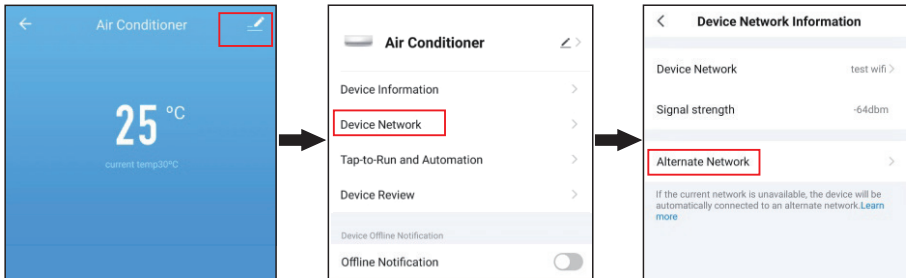 Air Conditioner
25 °C
current temp30°C
Air Conditioner
Device Information
Device Network
Tap-to-Run and Automation
Device Review
Device Offline Notification
Offline Notification
Device Network Information
Device Network test wifi
Signal strength -64dbm
Alternate Network
If the current network is unavailable, the device will be
automatically connected to an alternate network.Learn
more